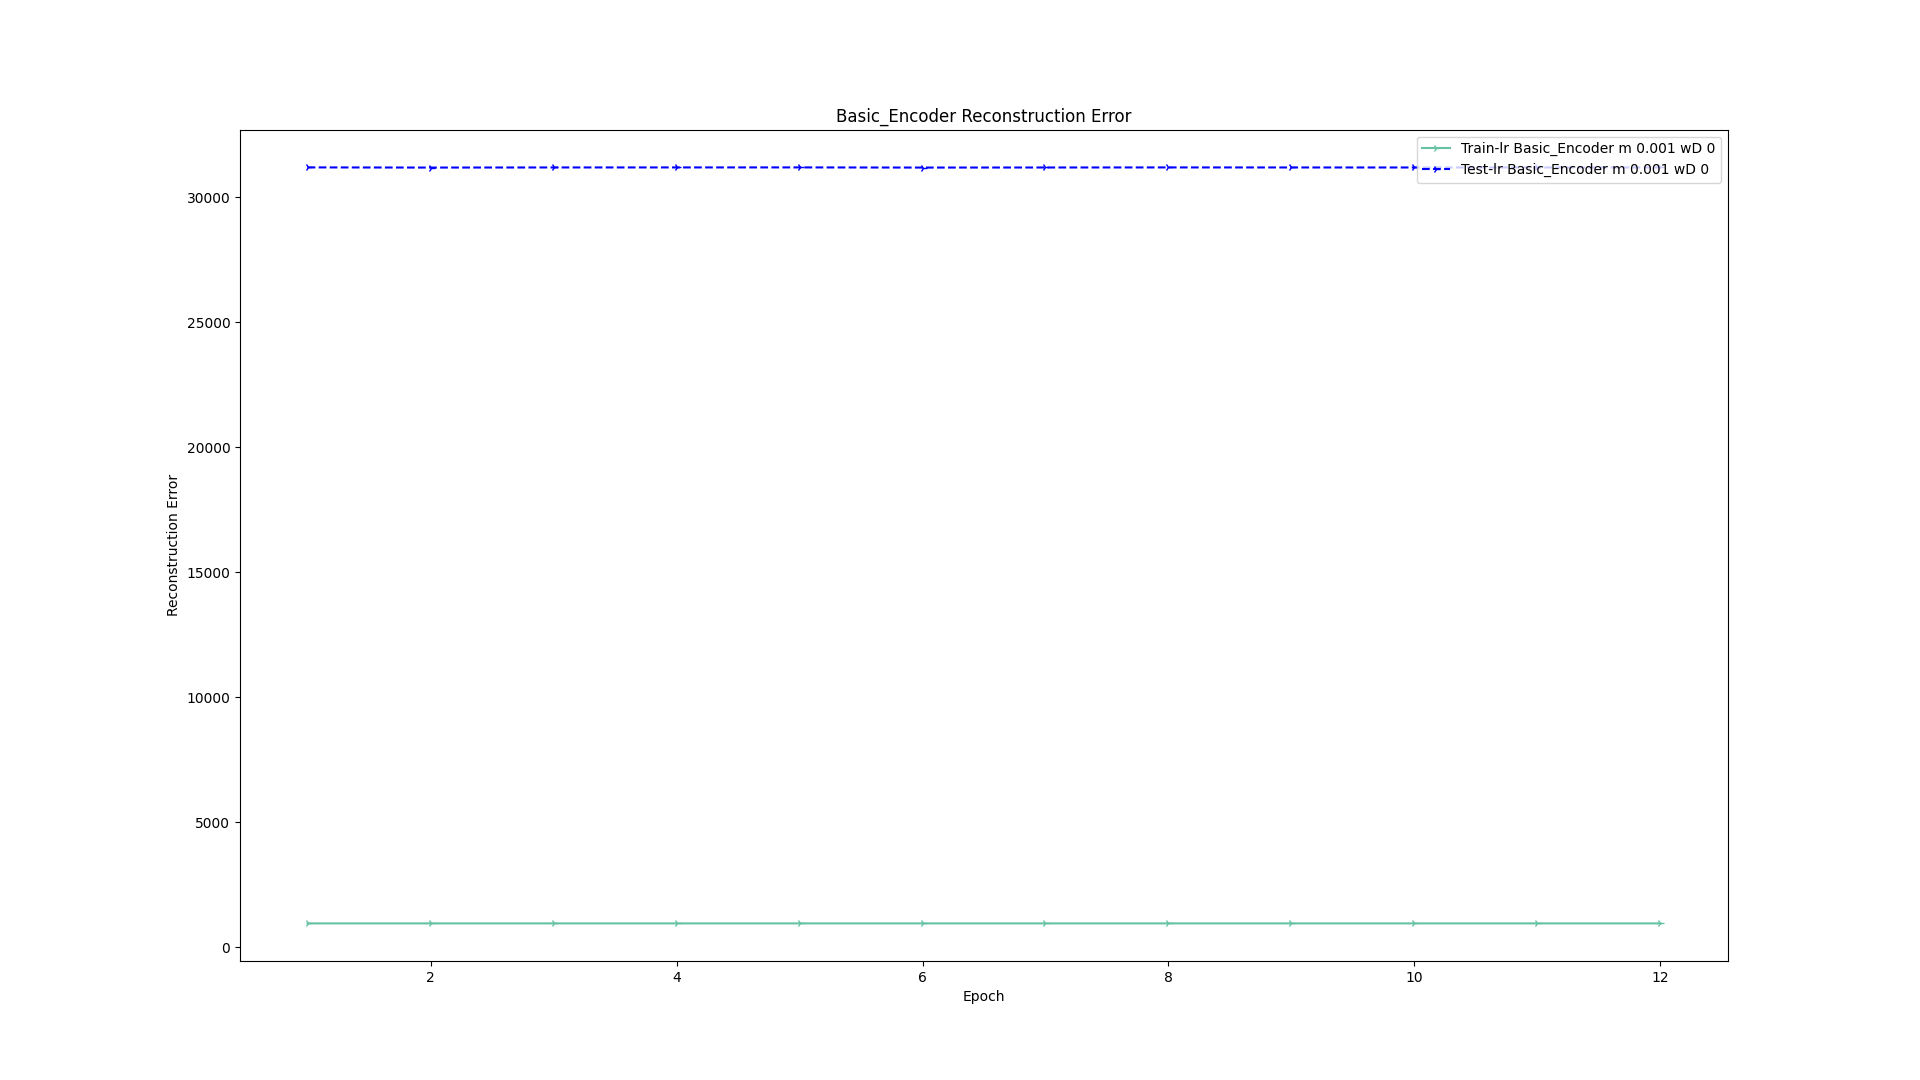 Basic_Encoder Reconstruction Error
Train-lr Basic_Encoder m 0.001 wD 0
Test-lr Basic_Encoder m 0.001 wD 0
30000
25000
20000
15000
10000
5000
0
Reconstruction Error
2 4 6 8 10 12
Epoch